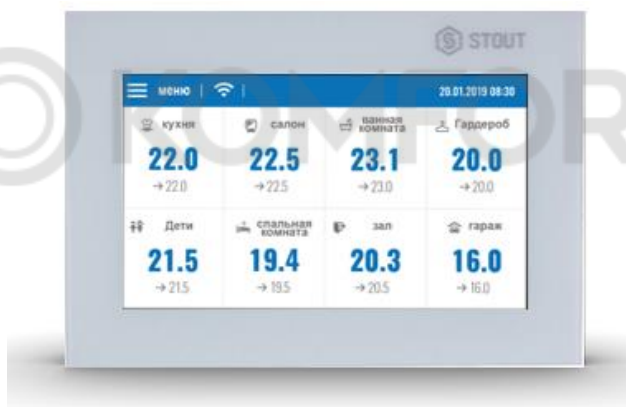 STOUT
меню
20.01.2019 08:30
кухня
салон
ванная
комната
Гардероб
22.0
22.5
23.1
20.0
→ 22.0
→ 22.5
→ 23.0
→ 20.0
Дети
спальная
комната
зал
гараж
21.5
19.4
20.3
16.0
→ 21.5
→ 19.5
→ 20.5
→ 16.0
KOMFOR